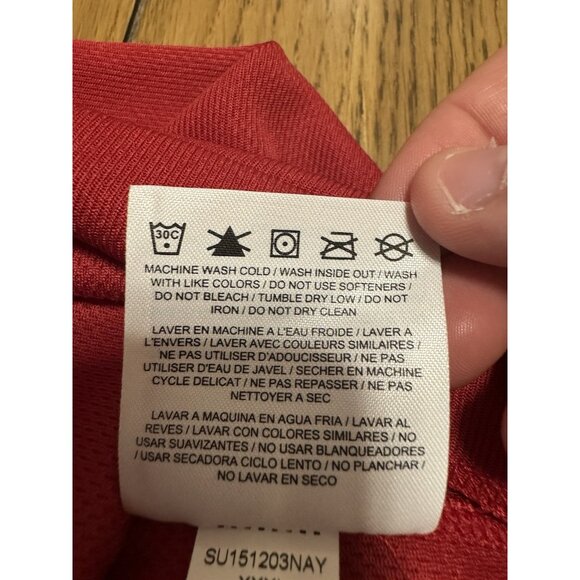 30C
MACHINE WASH COLD / WASH INSIDE OUT / WASH
WITH LIKE COLORS / DO NOT USE SOFTENERS /
DO NOT BLEACH / TUMBLE DRY LOW / DO NOT
IRON / DO NOT DRY CLEAN
LAVER EN MACHINE A L'EAU FROIDE / LAVER A
L'ENVERS / LAVER AVEC COULEURS SIMILAIRES /
NE PAS UTILISER D'ADOUCISSEUR / NE PAS
UTILISER D'EAU DE JAVEL / SECHER EN MACHINE
CYCLE DELICAT / NE PAS REPASSER / NE PAS
NETTOYER A SEC
LAVAR A MAQUINA EN AGUA FRIA / LAVAR AL
REVES / LAVAR CON COLORES SIMILARES / NO
USAR SUAVIZANTES / NO USAR BLANQUEADORES
/ USAR SECADORA CICLO LENTO / NO PLANCHAR /
NO LAVAR EN SECO
SU151203NAY